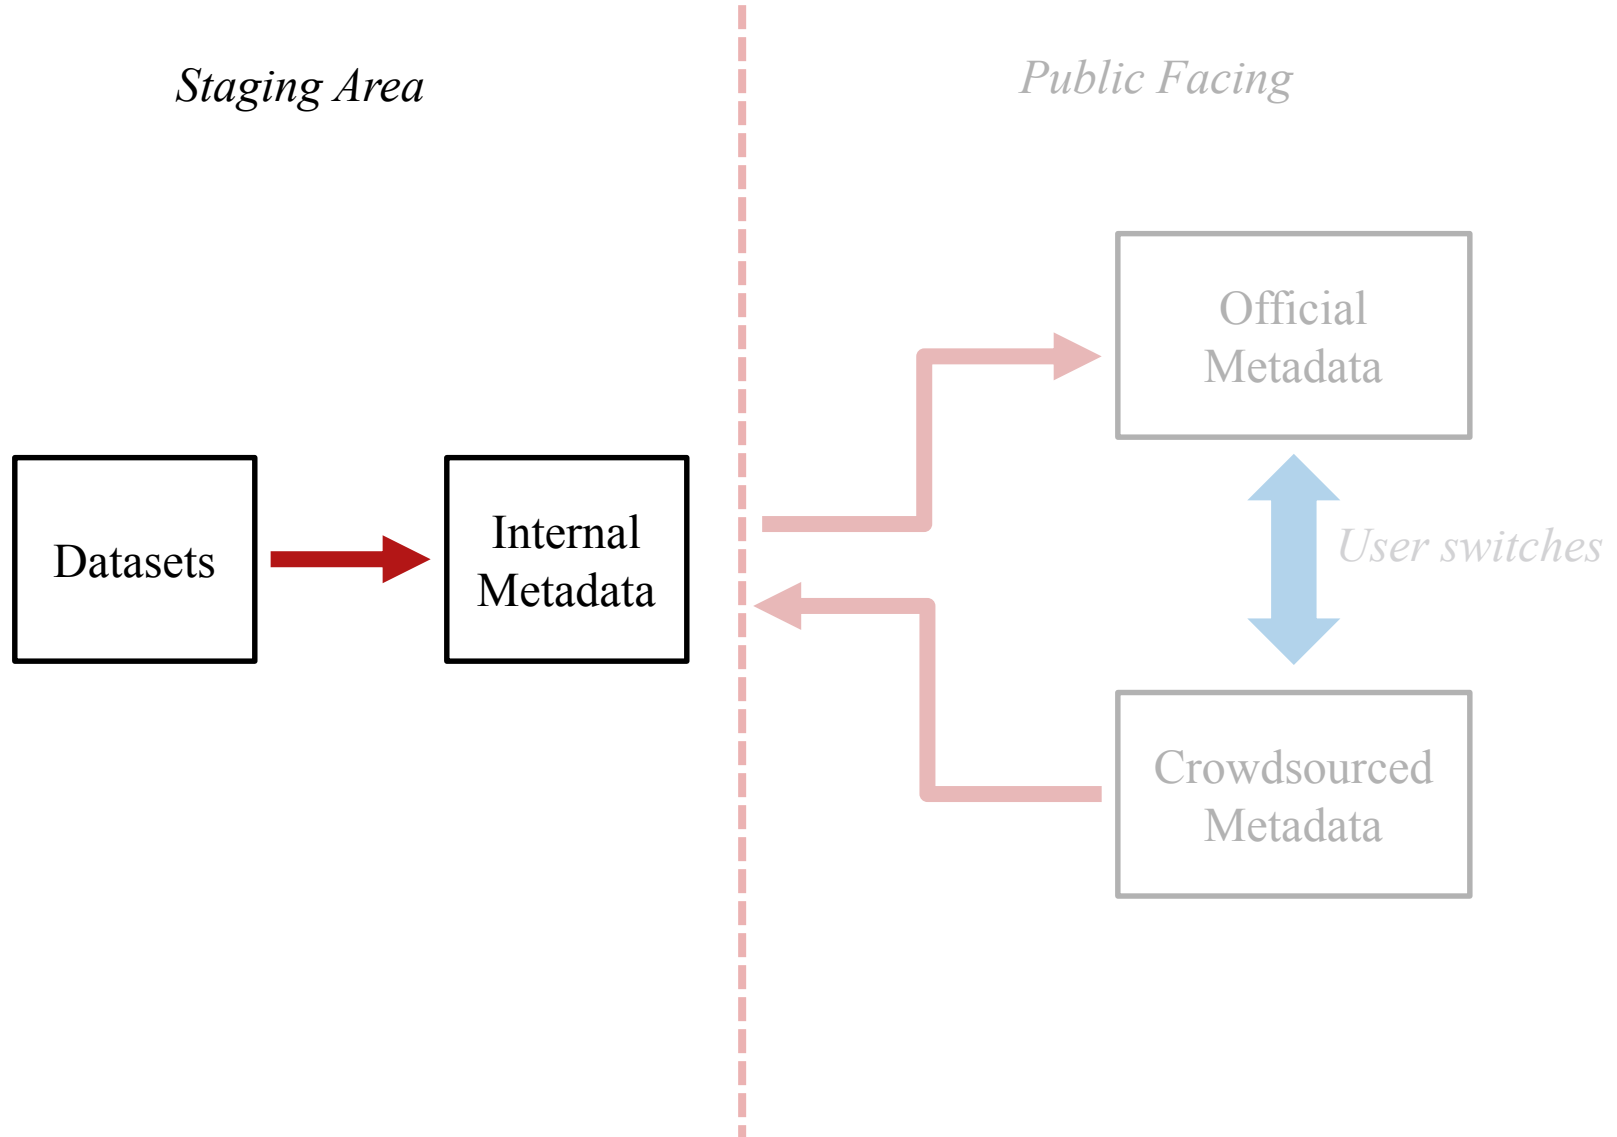 Staging Area
Public Facing
Datasets
Internal
Metadata
Official
Metadata
User switches
Crowdsourced
Metadata